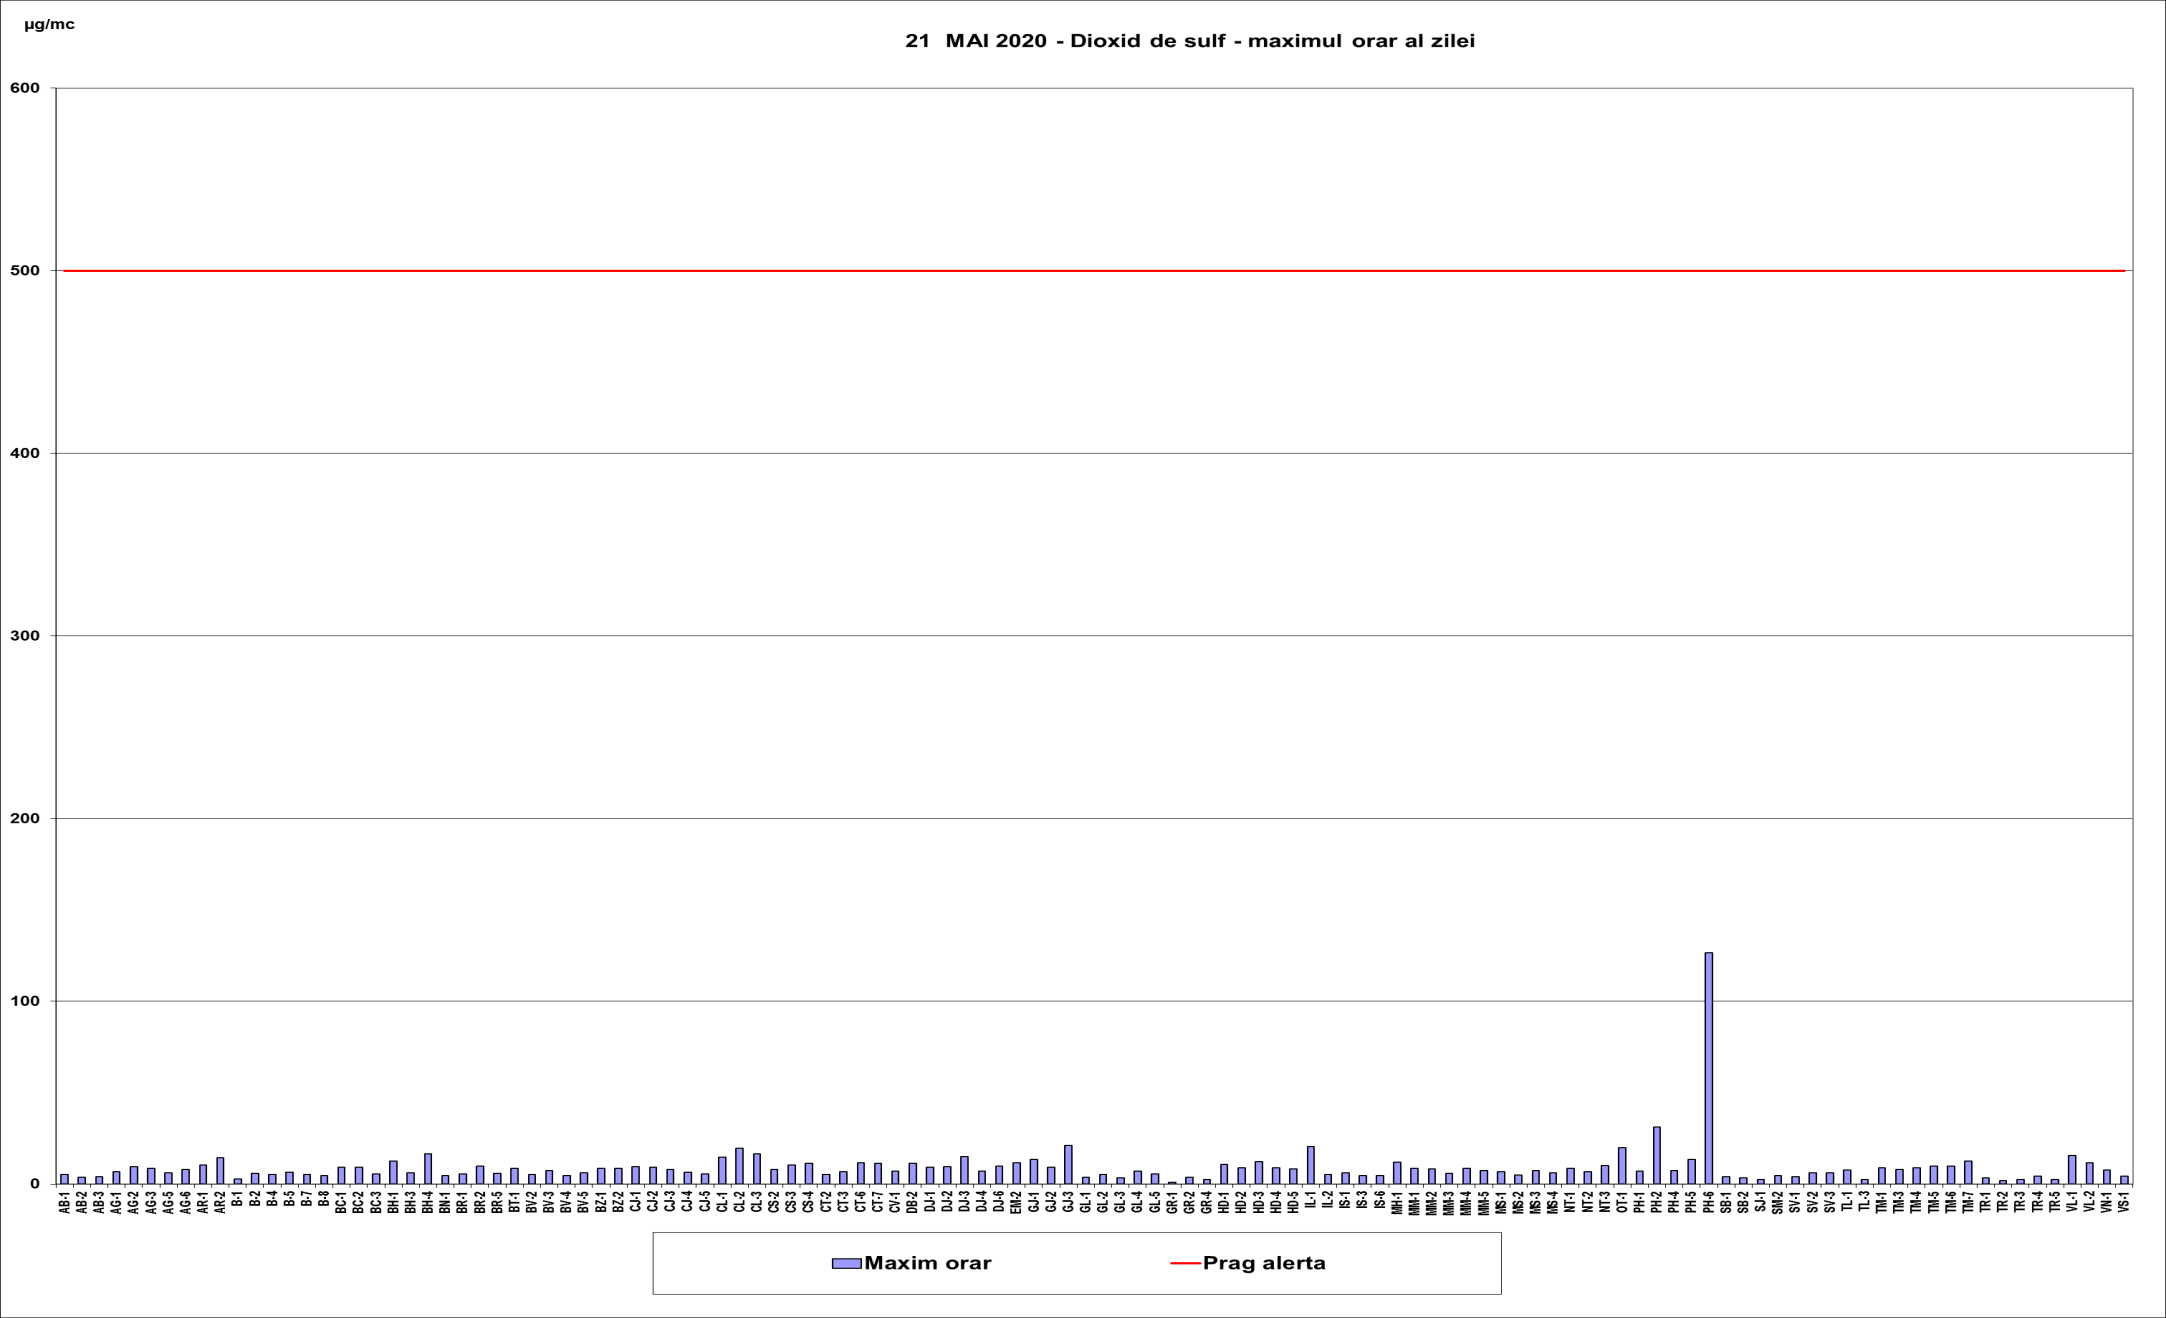 µg/mc
21 MAI 2020 - Dioxid de sulf - maximul orar al zilei
600
500
400
300
200
100
0
AB-1 AB-2 AB-3 AG-1 AG-2 AG-3 AG-5 AG-6 AR-1 AR-2 B-1 B-2 B-4 B-5 B-7 B-8 BC-1 BC-2 BC-3 BH-1 BH-3 BH-4 BN-1 BR-1 BR-2 BR-5 BT-1 BV-2 BV-3 BV-4 BV-5 BZ-1 BZ-2 CJ-1 CJ-2 CJ-3 CJ-4 CJ-5 CL-1 CL-2 CL-3 CS-2 CS-3 CS-4 CT-2 CT-3 CT-6 CT-7 CV-1 DB-2 DJ-1 DJ-2 DJ-3 DJ-4 DJ-6 EM-2 GJ-1 GJ-2 GJ-3 GL-1 GL-2 GL-3 GL-4 GL-5 GR-1 GR-2 GR-4 HD-1 HD-2 HD-3 HD-4 HD-5 IL-1 IL-2 IS-1 IS-3 IS-6 MH-1 MM-1 MM-2 MM-3 MM-4 MM-5 MS-1 MS-2 MS-3 MS-4 NT-1 NT-2 NT-3 OT-1 PH-1 PH-2 PH-4 PH-5 PH-6 SB-1 SB-2 SJ-1 SM-2 SV-1 SV-2 SV-3 TL-1 TL-3 TM-1 TM-3 TM-4 TM-5 TM-6 TM-7 TR-1 TR-2 TR-3 TR-4 TR-5 VL-1 VL-2 VN-1 VS-1
Maxim orar Prag alerta